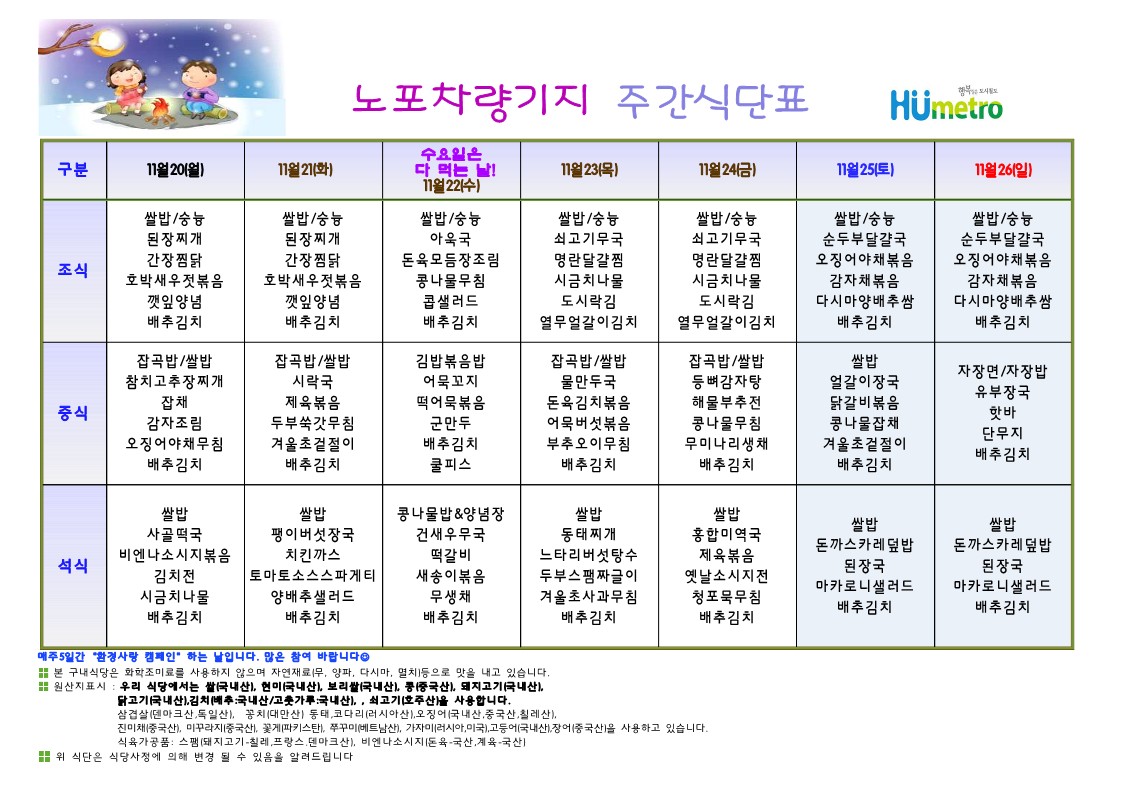 노포차량기지 주간식단표
행복을 주는 도시철도
Humetro
구분
11월20(월)
11월21(화)
수요일은
다 먹는 날!
11월22(수)
11월23(목)
11월24(금)
11월25(토)
11월26(일)
조식
쌀밥/숭늉
된장찌개
간장찜닭
호박새우젓볶음
깻잎양념
배추김치
쌀밥/숭늉
된장찌개
간장찜닭
호박새우젓볶음
깻잎양념
배추김치
쌀밥/숭늉
아욱국
돈육모듬장조림
콩나물무침
콥샐러드
배추김치
쌀밥/숭늉
쇠고기무국
명란달걀찜
시금치나물
도시락김
열무얼갈이김치
쌀밥/숭늉
쇠고기무국
명란달걀찜
시금치나물
도시락김
열무얼갈이김치
쌀밥/숭늉
순두부달걀국
오징어야채볶음
감자채볶음
다시마양배추쌈
배추김치
쌀밥/숭늉
순두부달걀국
오징어야채볶음
감자채볶음
다시마양배추쌈
배추김치
중식
잡곡밥/쌀밥
참치고추장찌개
잡채
감자조림
오징어야채무침
배추김치
잡곡밥/쌀밥
시락국
제육볶음
두부쑥갓무침
겨울초겉절이
배추김치
김밥볶음밥
어묵꼬지
떡어묵볶음
군만두
배추김치
쿨피스
잡곡밥/쌀밥
물만두국
돈육김치볶음
어묵버섯볶음
부추오이무침
배추김치
잡곡밥/쌀밥
등뼈감자탕
해물부추전
콩나물무침
무미나리생채
배추김치
쌀밥
얼갈이장국
닭갈비볶음
콩나물잡채
겨울초겉절이
배추김치
자장면/자장밥
유부장국
핫바
단무지
배추김치
석식
쌀밥
사골떡국
비엔나소시지볶음
김치전
시금치나물
배추김치
쌀밥
팽이버섯장국
치킨까스
토마토소스스파게티
양배추샐러드
배추김치
콩나물밥&양념장
건새우무국
떡갈비
새송이볶음
무생채
배추김치
쌀밥
동태찌개
느타리버섯탕수
두부스팸짜글이
겨울초사과무침
배추김치
쌀밥
홍합미역국
제육볶음
옛날소시지전
청포묵무침
배추김치
쌀밥
돈까스카레덮밥
된장국
마카로니샐러드
배추김치
쌀밥
돈까스카레덮밥
된장국
마카로니샐러드
배추김치
매주5일간 "환경사랑 캠페인" 하는 날입니다. 많은 참여 바랍니다☺
본 구내식당은 화학조미료를 사용하지 않으며 자연재료(무, 양파, 다시마, 멸치)등으로 맛을 내고 있습니다.
원산지표시 : 우리 식당에서는 쌀(국내산), 현미(국내산), 보리쌀(국내산), 콩(중국산), 돼지고기(국내산),
닭고기(국내산),김치(배추:국내산/고춧가루:국내산), , 쇠고기(호주산)을 사용합니다.
삼겹살(덴마크산,독일산), 꽁치(대만산) 동태,코다리(러시아산),오징어(국내산,중국산,칠레산),
진미채(중국산), 미꾸라지(중국산), 꽃게(파키스탄), 쭈꾸미(베트남산), 가자미(러시아,미국),고등어(국내산),장어(중국산)을 사용하고 있습니다.
식육가공품: 스팸(돼지고기-칠레,프랑스.덴마크산), 비엔나소시지(돈육-국산,계육-국산)
위 식단은 식당사정에 의해 변경 될 수 있음을 알려드립니다